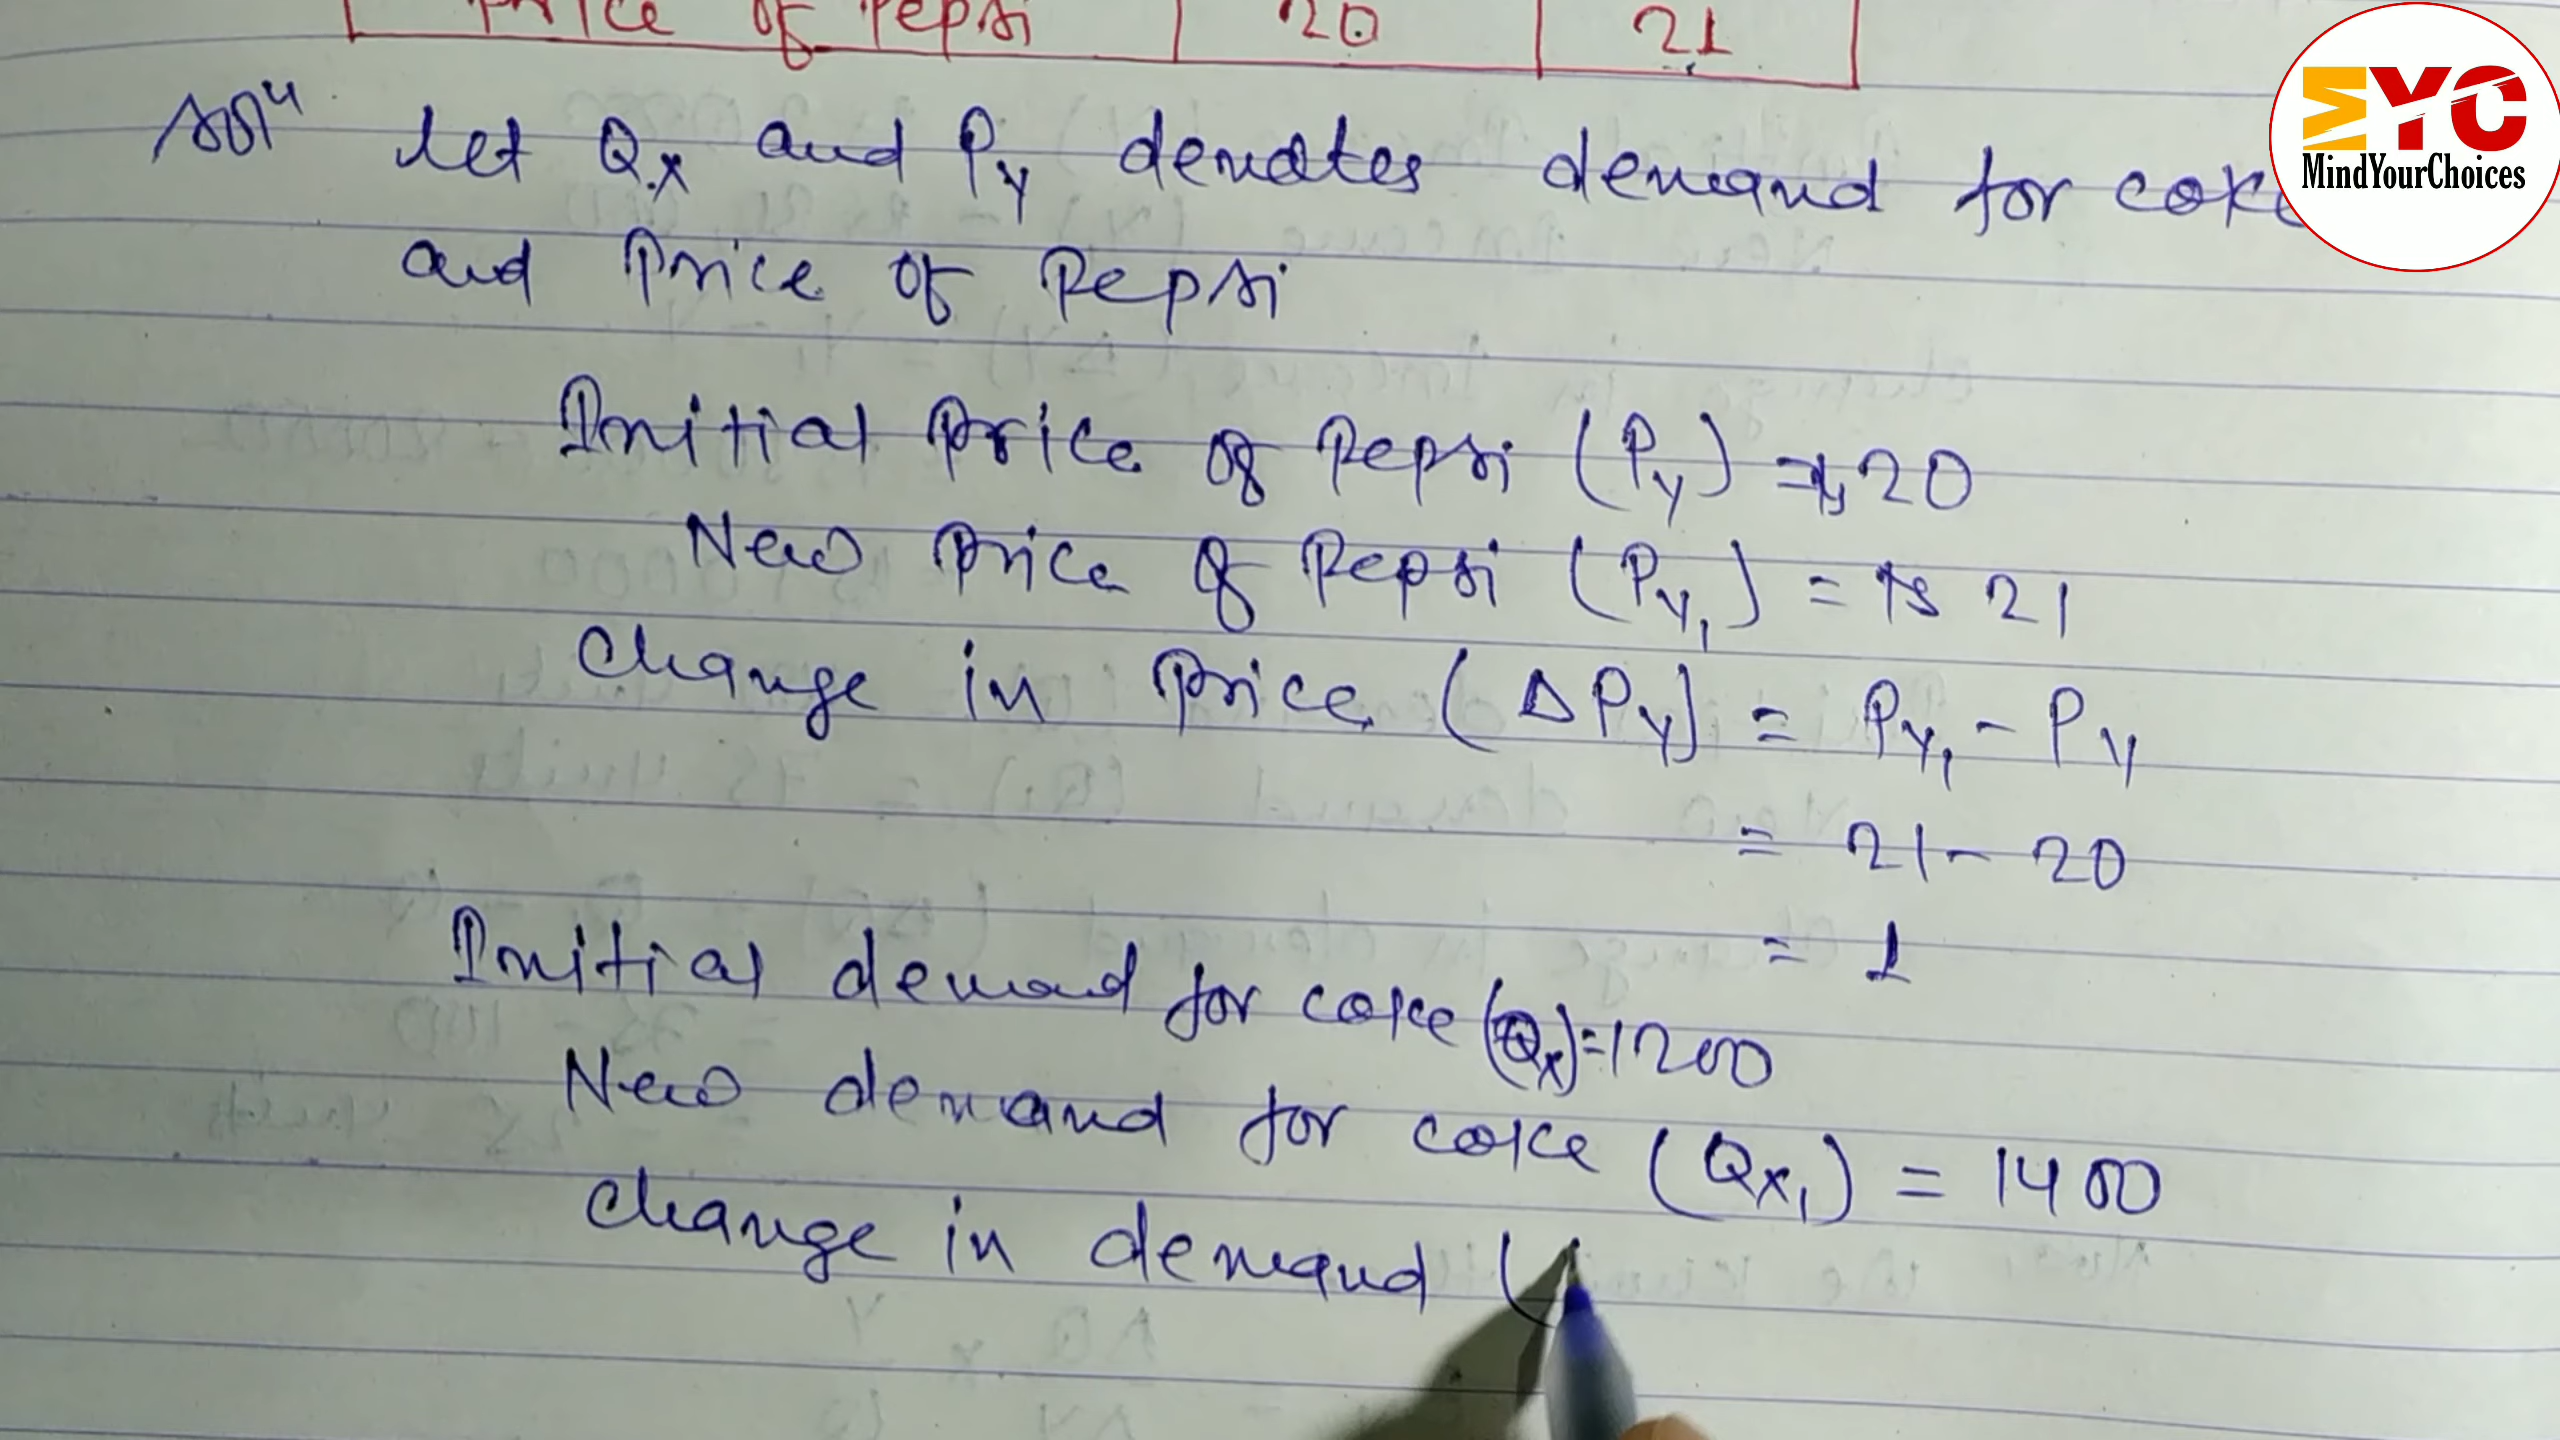 Price of Pepsi 20 21
MYC
MindYourChoices
Solⁿ Let Qx and Py denotes demand for coke
and Price of Pepsi
Initial Price of Pepsi (Py) = Rs 20
New Price of Pepsi (Py₁) = Rs 21
Change in Price (ΔPy) = Py₁ - Py
= 21 - 20
= 1
Initial demand for coke (Qx) = 1200
New demand for coke (Qx₁) = 1400
Change in demand (